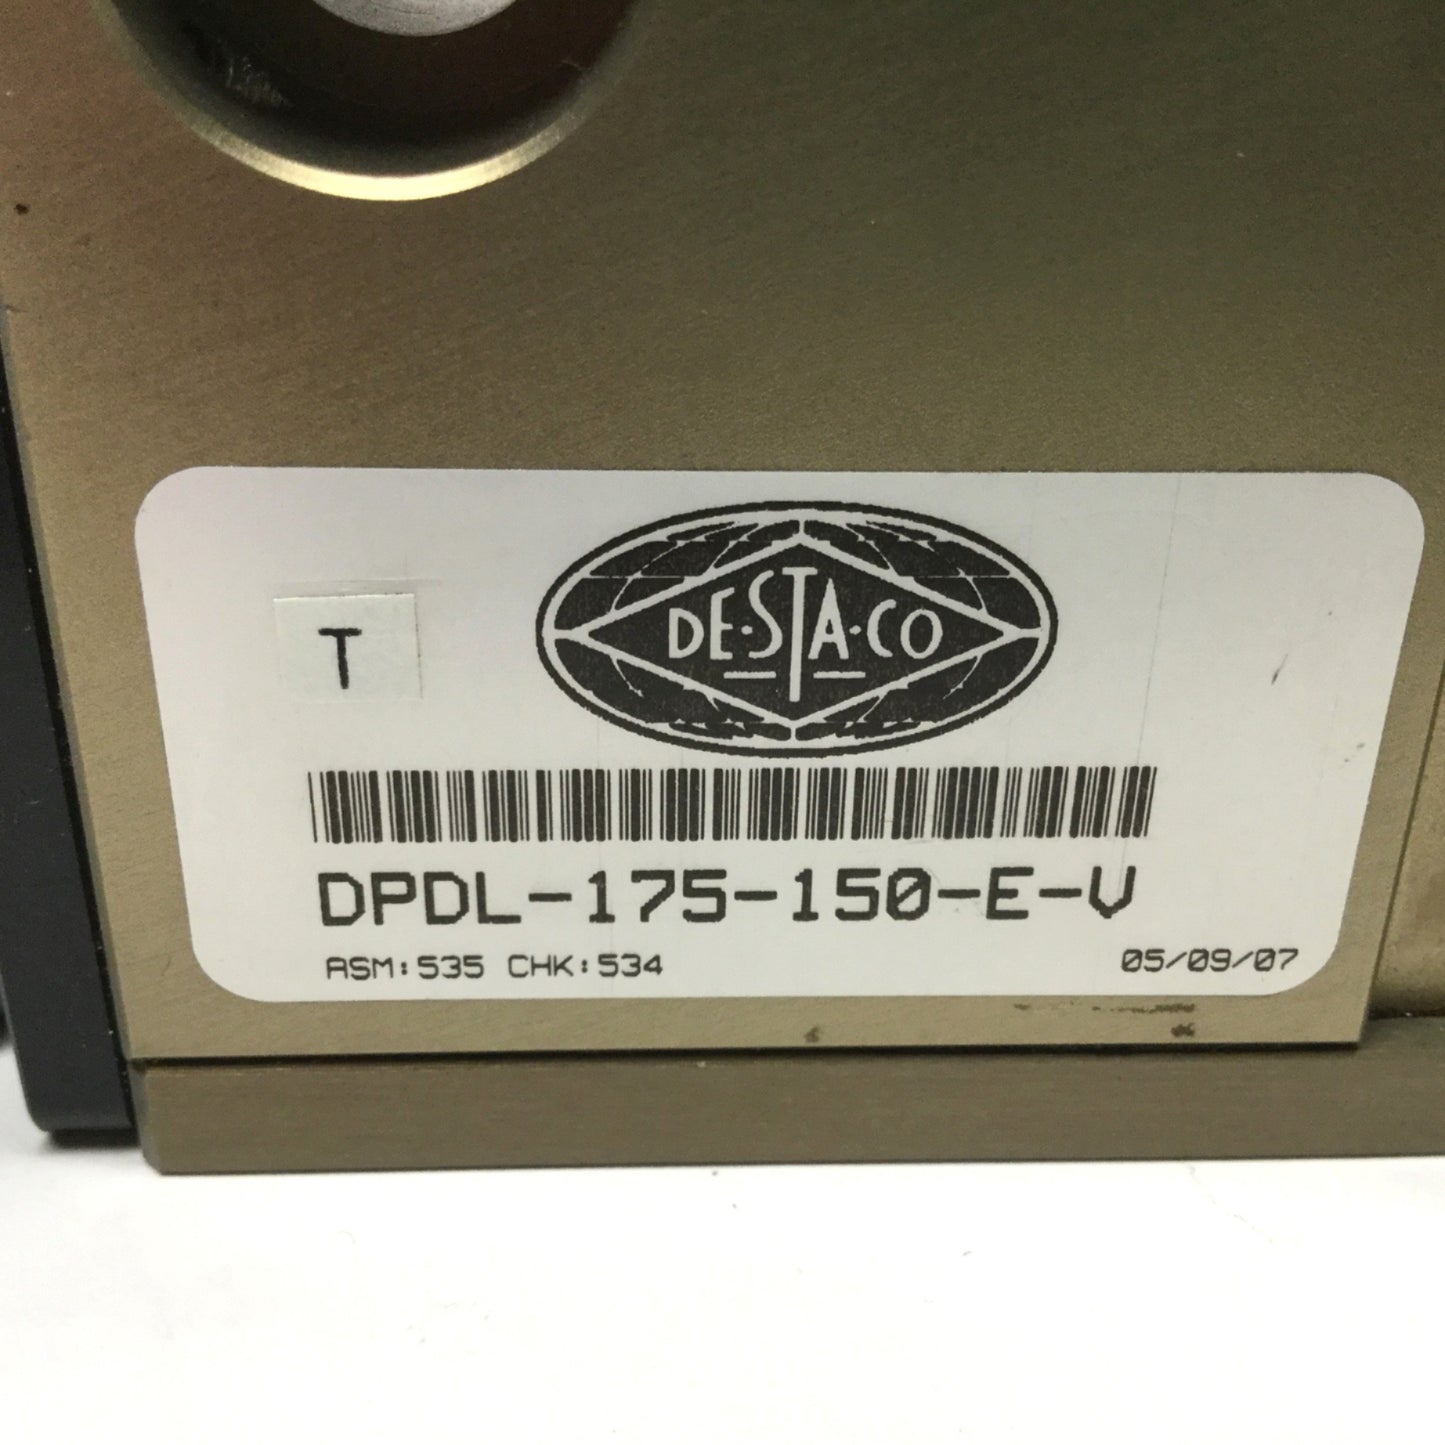 DE·STA·CO
T
DPDL-175-150-E-V
ASM:535 CHK:534
05/09/07